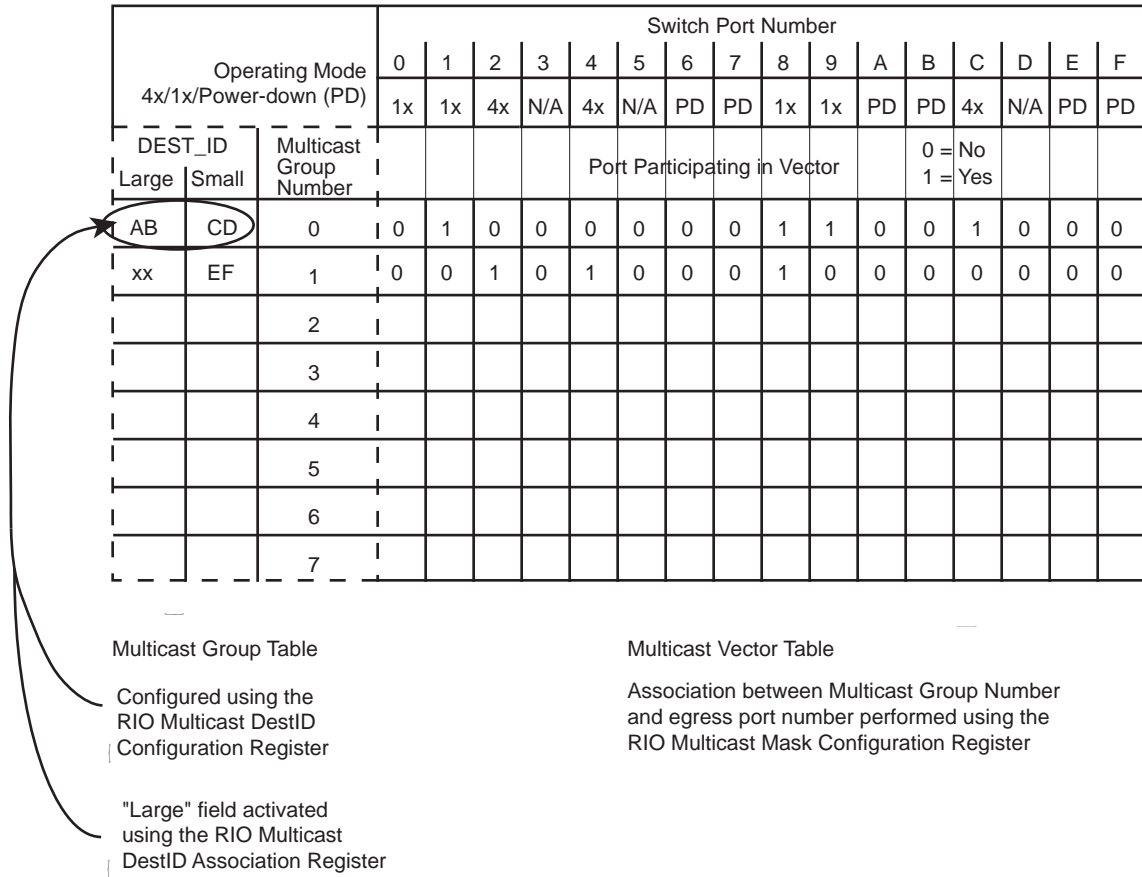 Switch Port Number
Operating Mode
4x/1x/Power-down (PD)
0 1 2 3 4 5 6 7 8 9 A B C D E F
1x 1x 4x N/A 4x N/A PD PD 1x 1x PD PD 4x N/A PD PD
DEST_ID
Large Small
Multicast
Group
Number
Port Participating in Vector
0 = No
1 = Yes
AB CD 0 0 1 0 0 0 0 0 0 1 1 0 0 1 0 0 0
xx EF 1 0 0 1 0 1 0 0 0 1 0 0 0 0 0 0 0
2
3
4
5
6
7
Multicast Group Table
Configured using the
RIO Multicast DestID
Configuration Register
"Large" field activated
using the RIO Multicast
DestID Association Register
Multicast Vector Table
Association between Multicast Group Number
and egress port number performed using the
RIO Multicast Mask Configuration Register